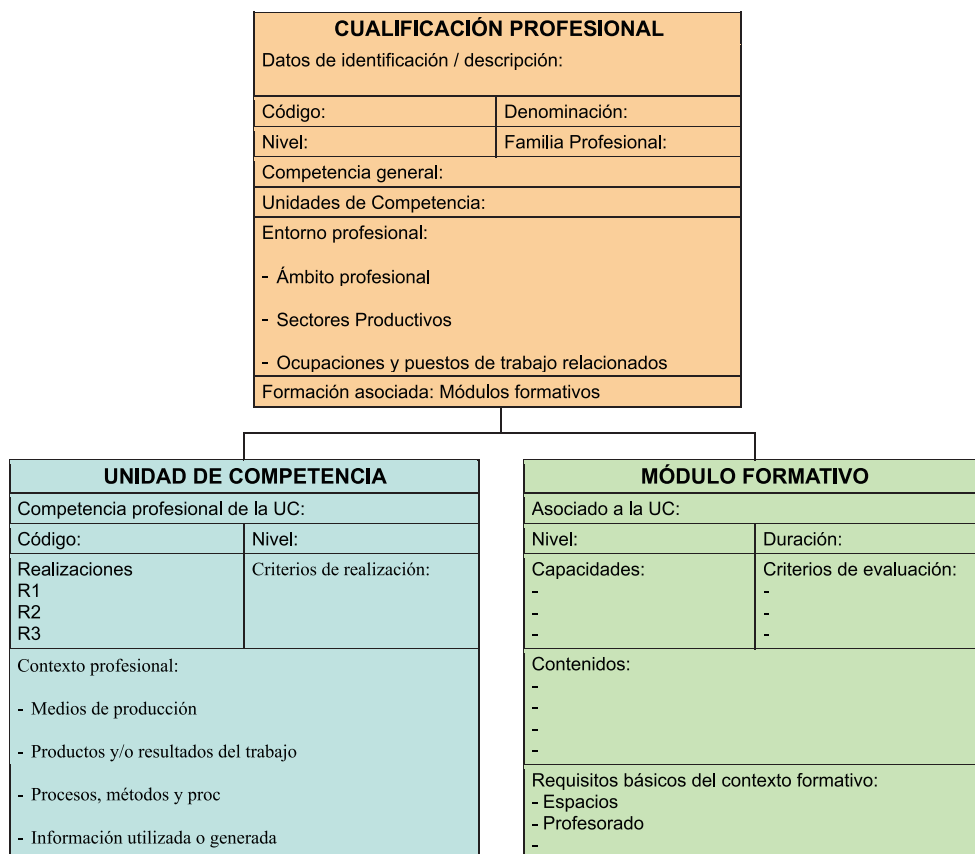 CUALIFICACIÓN PROFESIONAL
Datos de identificación / descripción:
Código:
Denominación:
Nivel:
Familia Profesional:
Competencia general:
Unidades de Competencia:
Entorno profesional:
- Ámbito profesional
- Sectores Productivos
- Ocupaciones y puestos de trabajo relacionados
Formación asociada: Módulos formativos
UNIDAD DE COMPETENCIA
Competencia profesional de la UC:
Código:
Nivel:
Realizaciones
R1
R2
R3
Criterios de realización:
Contexto profesional:
- Medios de producción
- Productos y/o resultados del trabajo
- Procesos, métodos y proc
- Información utilizada o generada
MÓDULO FORMATIVO
Asociado a la UC:
Nivel:
Duración:
Capacidades:
-
-
-
Criterios de evaluación:
-
-
-
Contenidos:
-
-
-
-
Requisitos básicos del contexto formativo:
- Espacios
- Profesorado
-